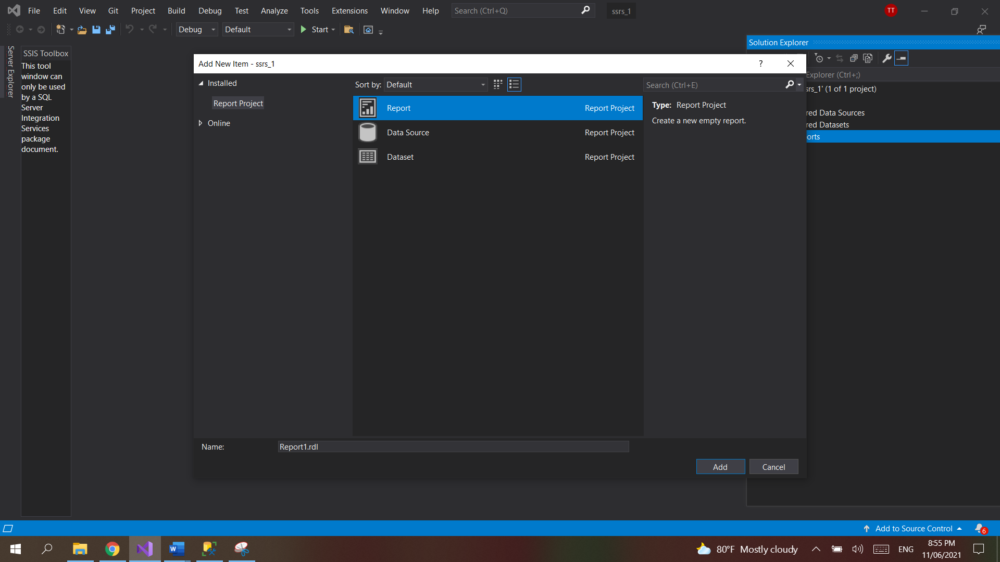 File Edit View Git Project Build Debug Test Analyze Tools Extensions Window Help Search (Ctrl+Q) ssrs_1 TT
Debug Default Start
Server Explorer
SSIS Toolbox
This tool
window can
only be used
by a SQL
Server
Integration
Services
package
document.
Add New Item - ssrs_1 ?
Installed
Report Project
Online
Sort by: Default
Search (Ctrl+E)
Report Report Project
Data Source Report Project
Dataset Report Project
Type: Report Project
Create a new empty report.
Name: Report1.rdl
Add Cancel
Solution Explorer
Explorer (Ctrl+;)
srs_1' (1 of 1 project)
red Data Sources
red Datasets
orts
Add to Source Control 6
80°F Mostly cloudy ENG
8:55 PM
11/06/2021